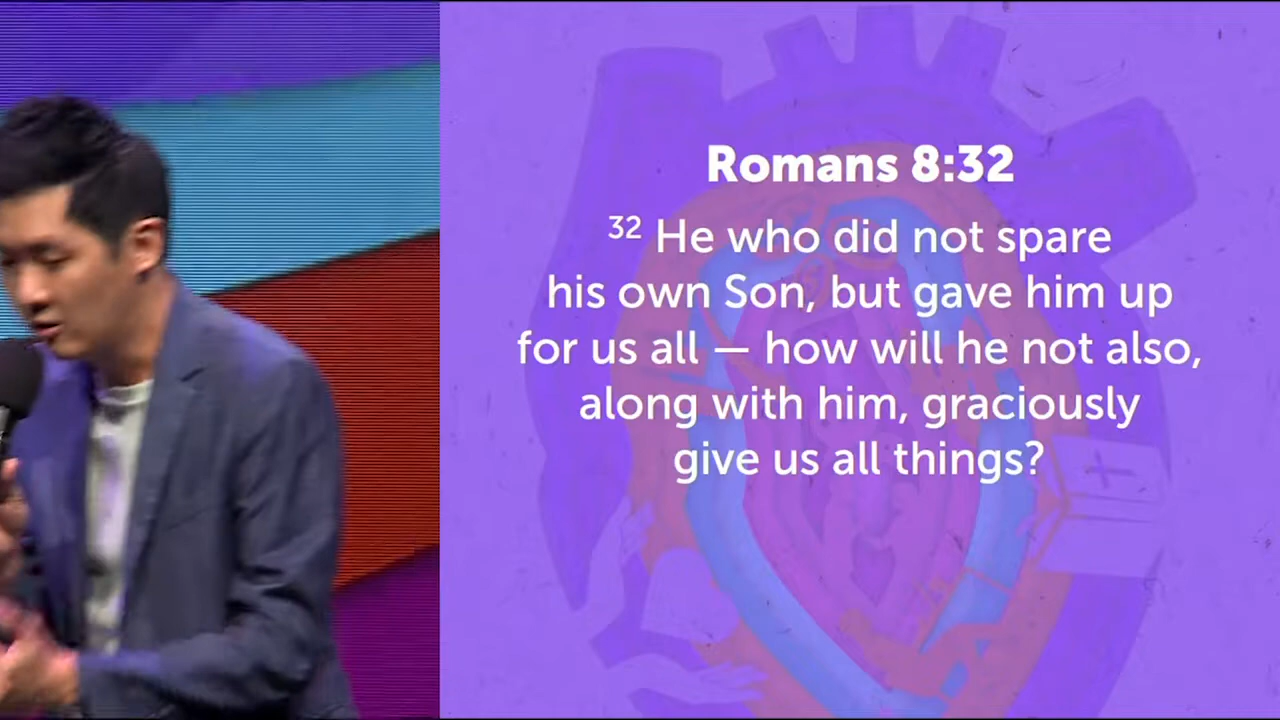 Romans 8:32
32 He who did not spare
his own Son, but gave him up
for us all — how will he not also,
along with him, graciously
give us all things?